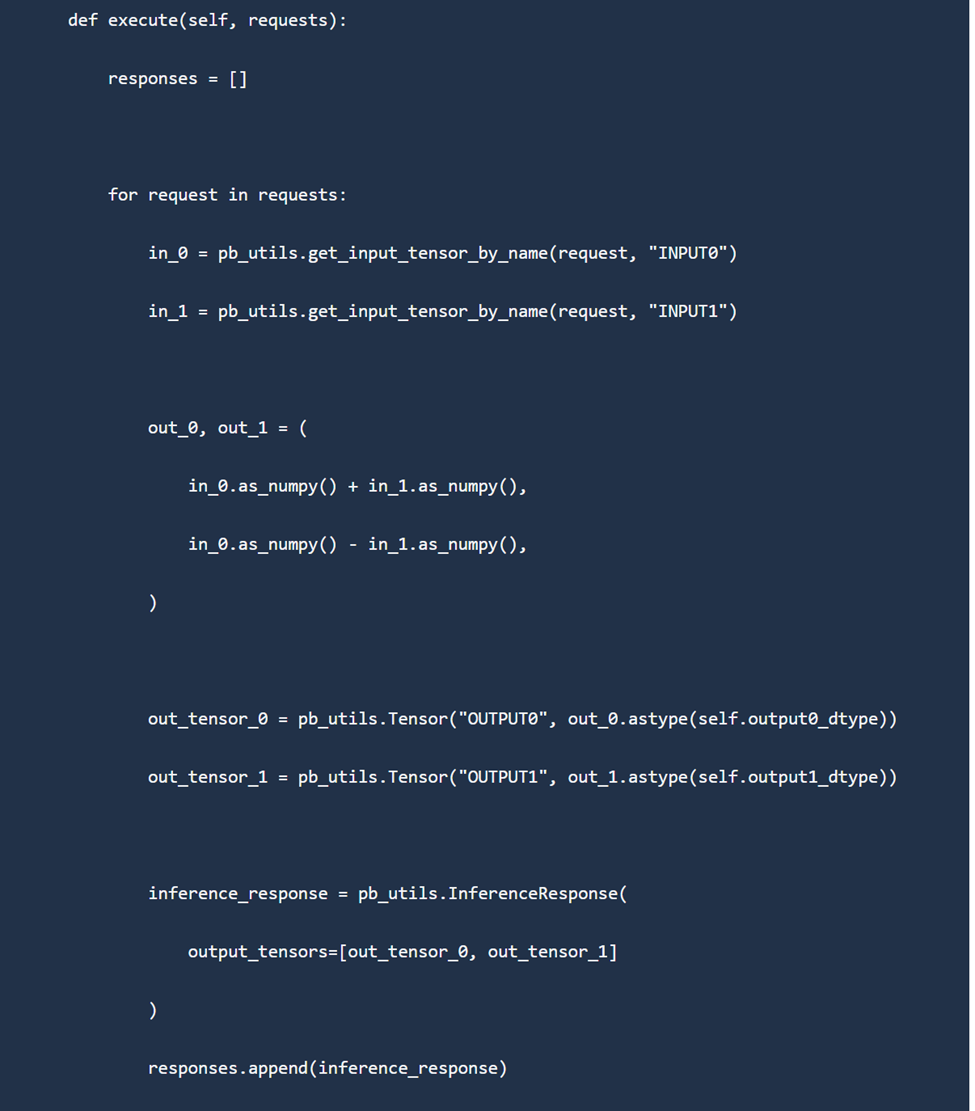 def execute(self, requests):
responses = []
for request in requests:
in_0 = pb_utils.get_input_tensor_by_name(request, "INPUT0")
in_1 = pb_utils.get_input_tensor_by_name(request, "INPUT1")
out_0, out_1 = (
in_0.as_numpy() + in_1.as_numpy(),
in_0.as_numpy() - in_1.as_numpy(),
)
out_tensor_0 = pb_utils.Tensor("OUTPUT0", out_0.astype(self.output0_dtype))
out_tensor_1 = pb_utils.Tensor("OUTPUT1", out_1.astype(self.output1_dtype))
inference_response = pb_utils.InferenceResponse(
output_tensors=[out_tensor_0, out_tensor_1]
)
responses.append(inference_response)